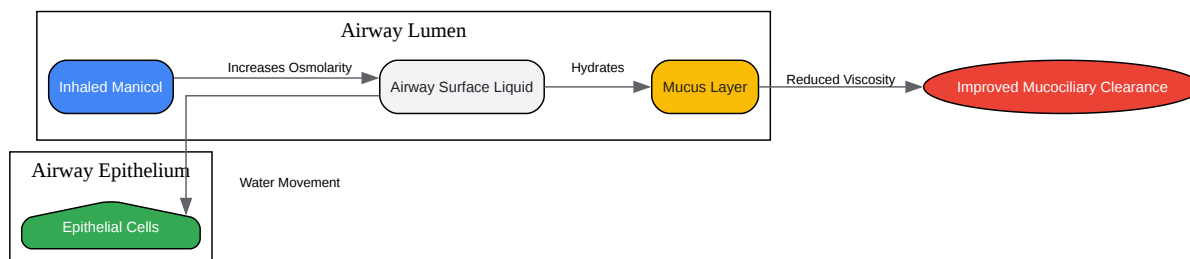 Airway Lumen
Inhaled Manicol
Increases Osmolarity
Airway Surface Liquid
Hydrates
Mucus Layer
Reduced Viscosity
Improved Mucociliary Clearance
Airway Epithelium
Water Movement
Epithelial Cells